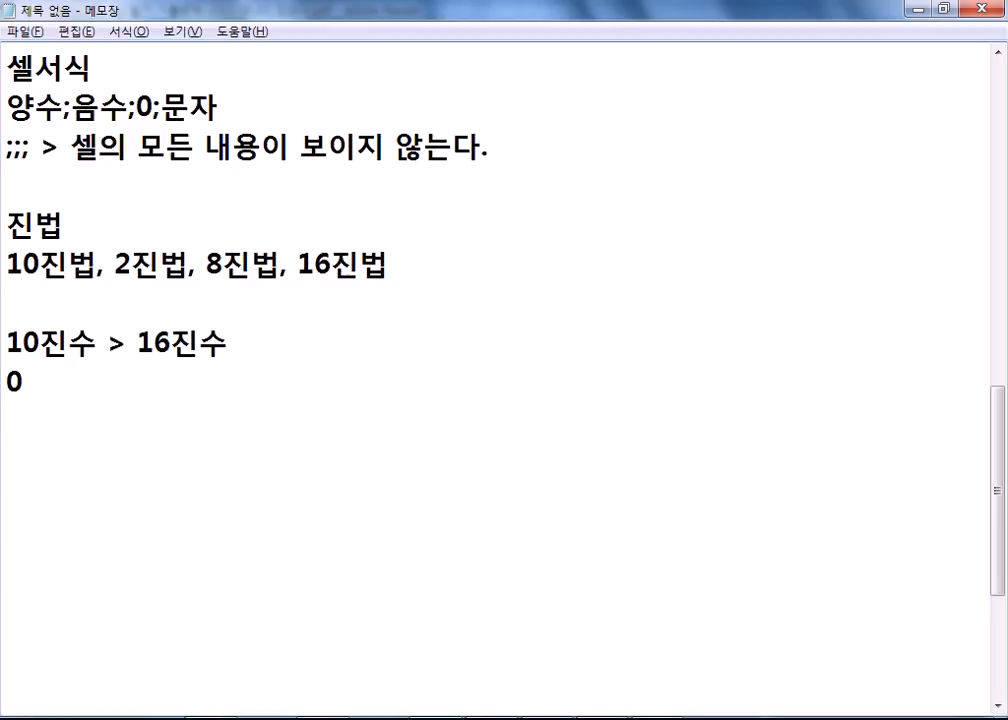 제목 없음 - 메모장
파일(F) 편집(E) 서식(O) 보기(V) 도움말(H)
셀서식
양수;음수;0;문자
;;; > 셀의 모든 내용이 보이지 않는다.
진법
10진법, 2진법, 8진법, 16진법
10진수 > 16진수
0